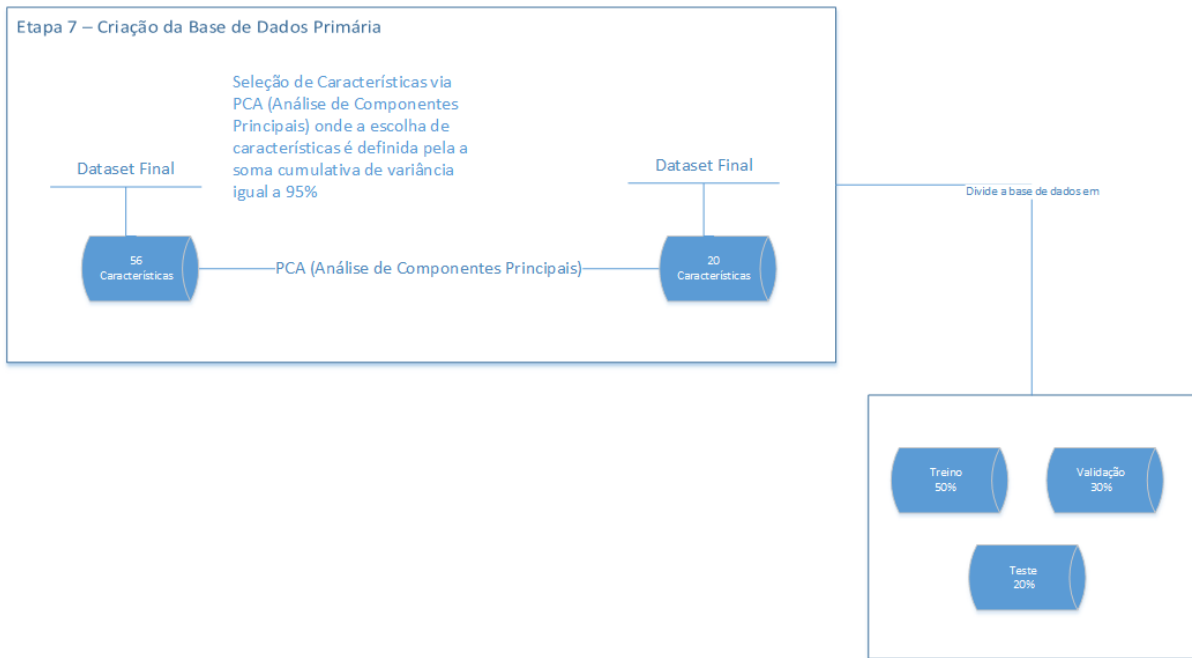 Etapa 7 – Criação da Base de Dados Primária
Seleção de Características via
PCA (Análise de Componentes
Principais) onde a escolha de
características é definida pela a
soma cumulativa de variância
igual a 95%
Dataset Final
Dataset Final
56
Características
PCA (Análise de Componentes Principais)
20
Características
Divide a base de dados em
Treino
50%
Validação
30%
Teste
20%